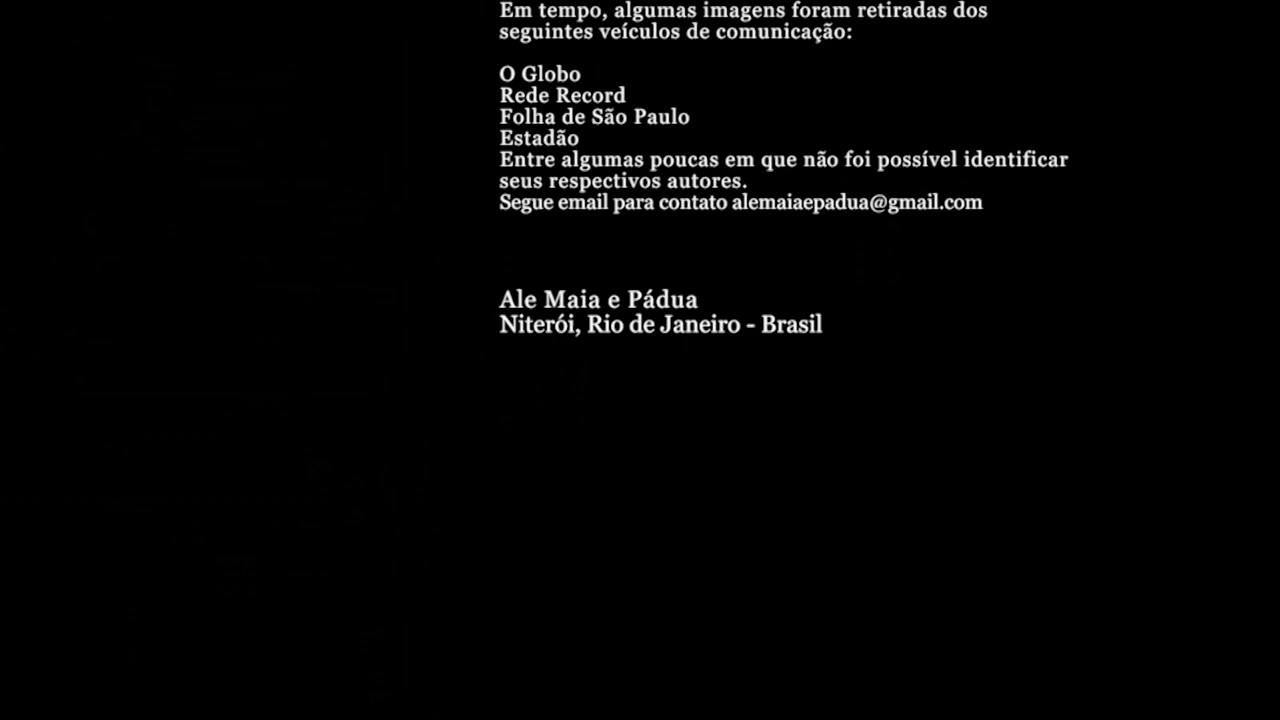 Em tempo, algumas imagens foram retiradas dos
seguintes veículos de comunicação:
O Globo
Rede Record
Folha de São Paulo
Estadão
Entre algumas poucas em que não foi possível identificar
seus respectivos autores.
Segue email para contato alemaiaepadua@gmail.com
Ale Maia e Pádua
Niterói, Rio de Janeiro - Brasil